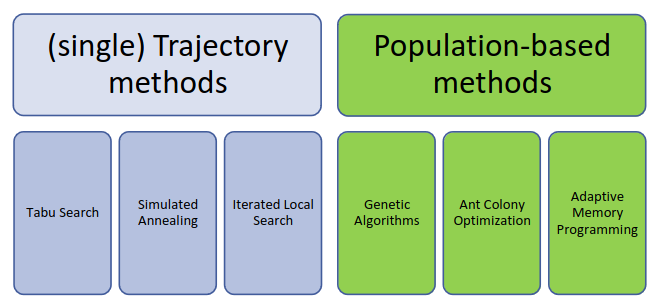 (single) Trajectory
methods
Population-based
methods
Tabu Search
Simulated
Annealing
Iterated Local
Search
Genetic
Algorithms
Ant Colony
Optimization
Adaptive
Memory
Programming